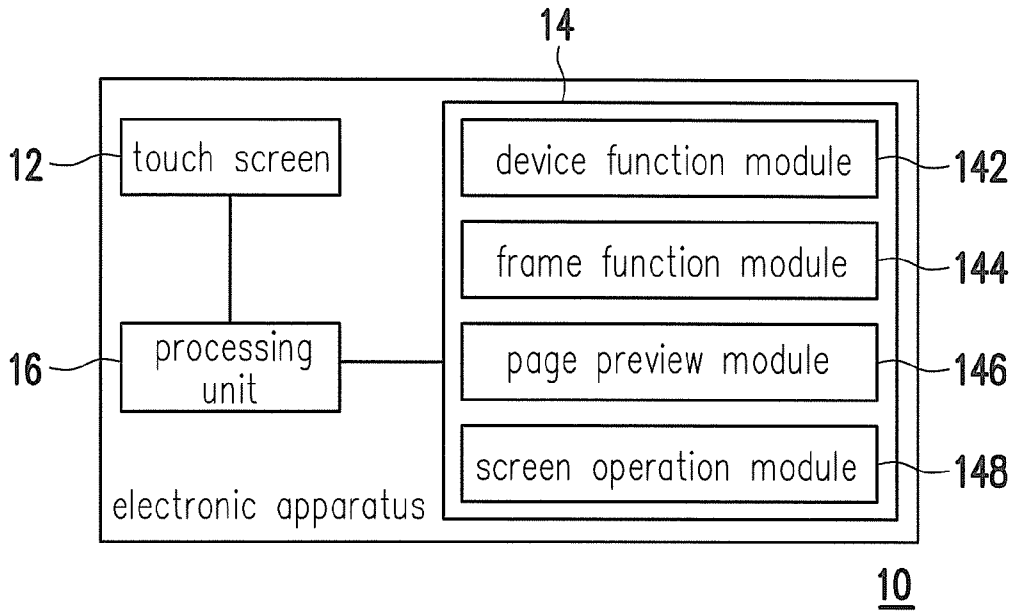 14
12
touch screen
device function module
142
frame function module
144
16
processing
unit
page preview module
146
screen operation module
148
electronic apparatus
10